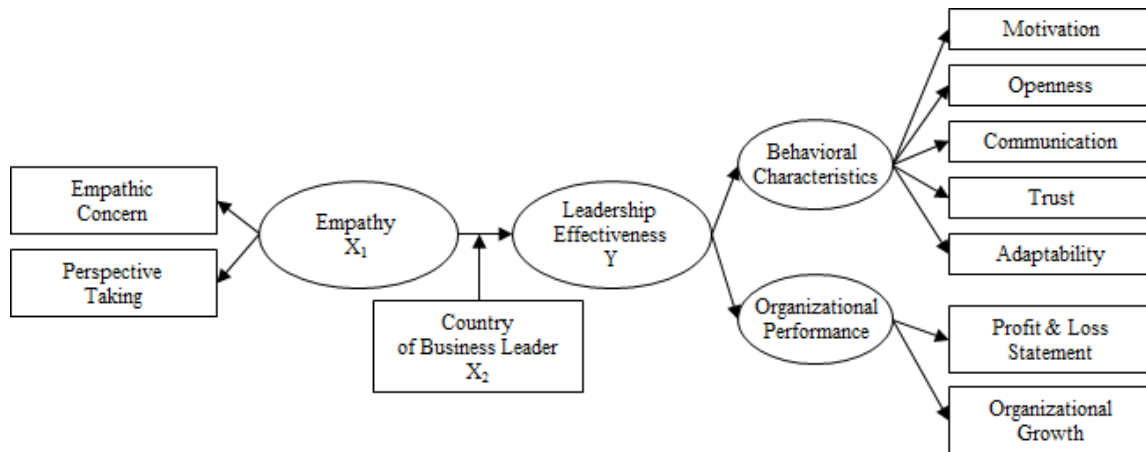 Empathic
Concern
Perspective
Taking
Empathy
X₁
Country
of Business Leader
X₂
Leadership
Effectiveness
Y
Behavioral
Characteristics
Organizational
Performance
Motivation
Openness
Communication
Trust
Adaptability
Profit & Loss
Statement
Organizational
Growth